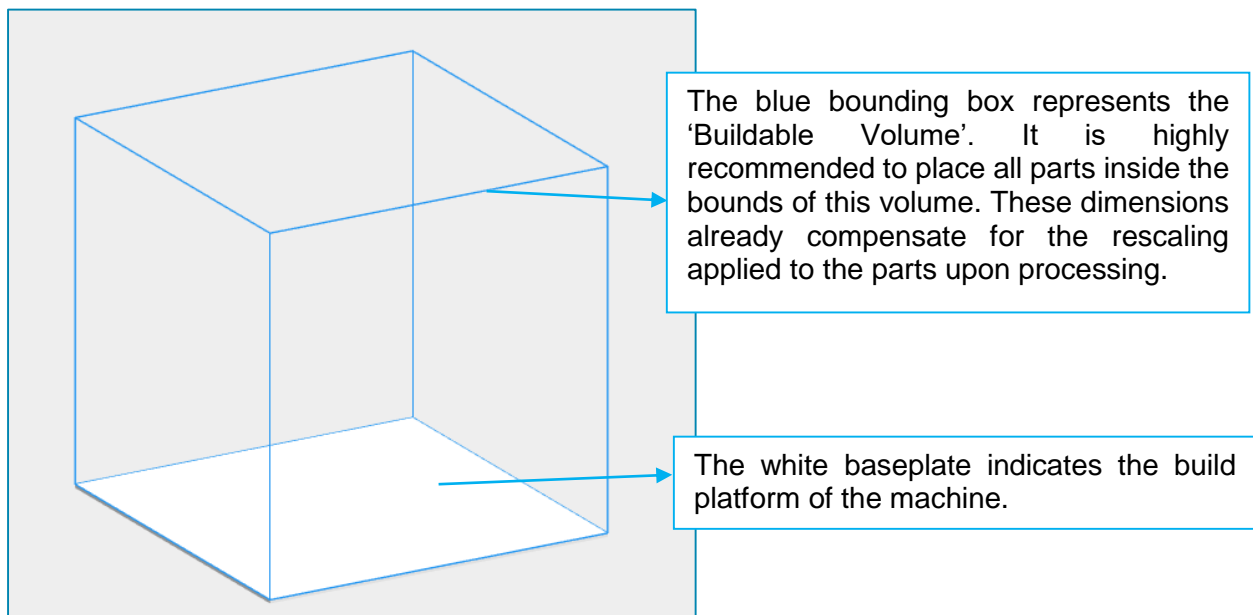 The blue bounding box represents the
‘Buildable Volume’. It is highly
recommended to place all parts inside the
bounds of this volume. These dimensions
already compensate for the rescaling
applied to the parts upon processing.
The white baseplate indicates the build
platform of the machine.